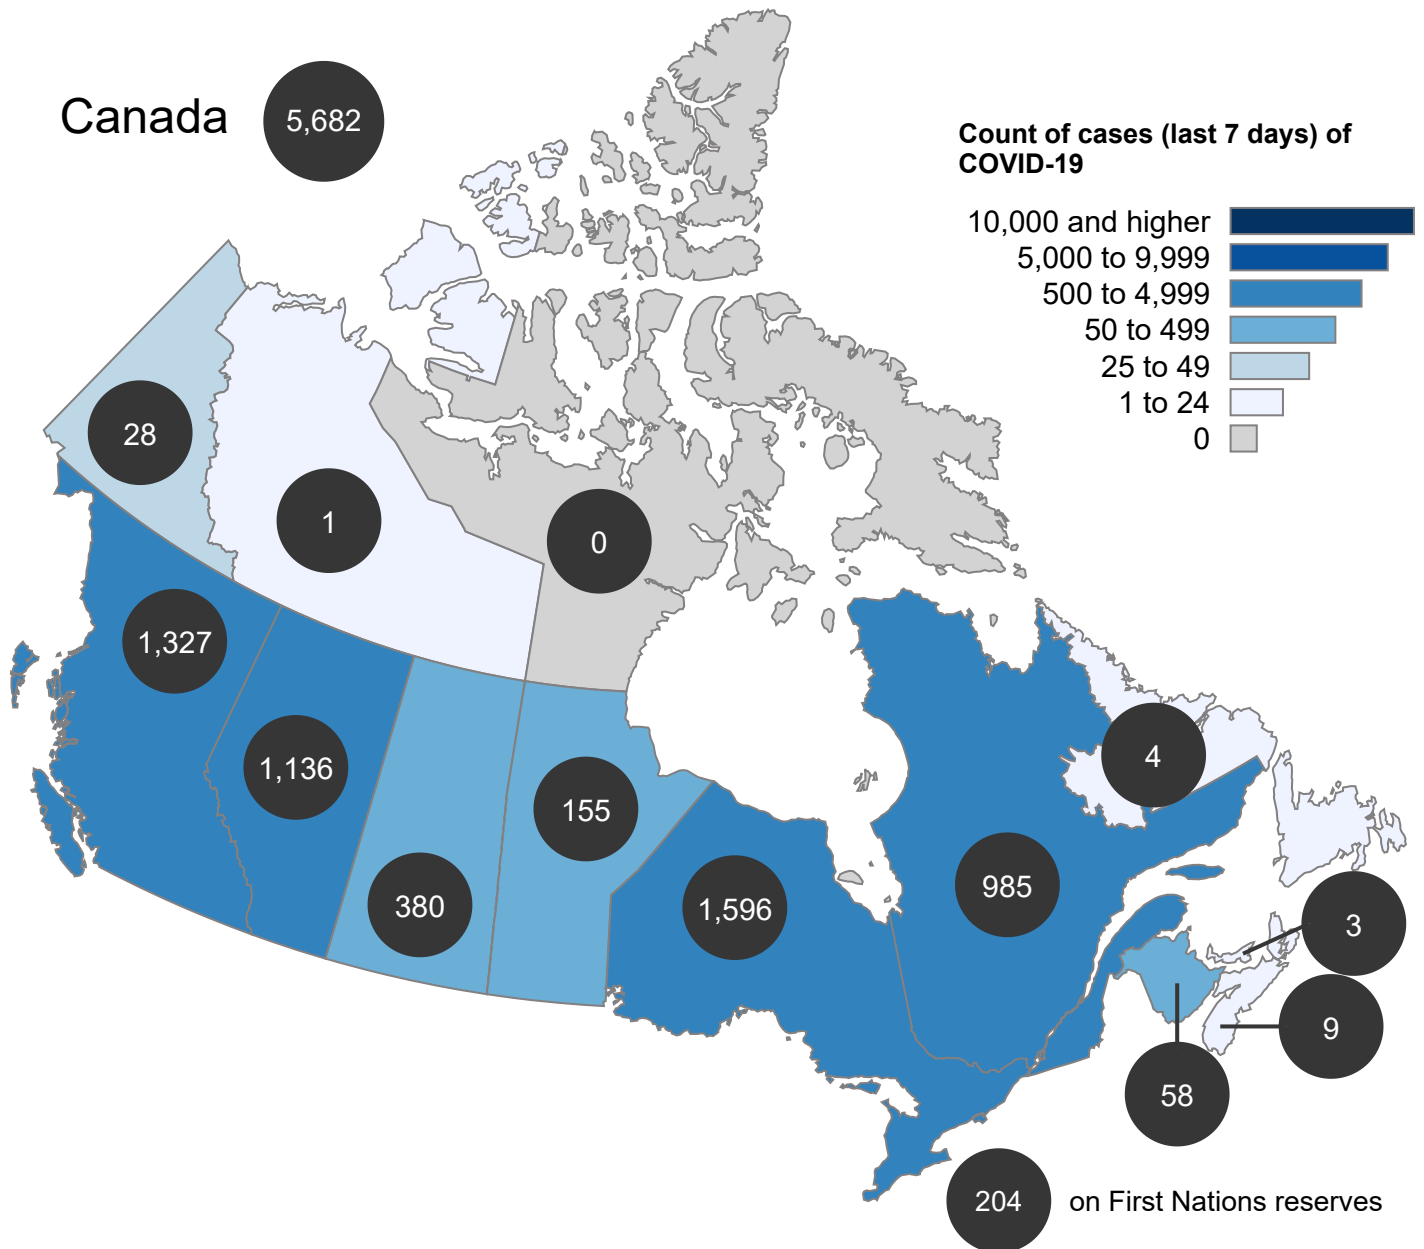 Canada
5,682
Count of cases (last 7 days) of
COVID-19
10,000 and higher
5,000 to 9,999
500 to 4,999
50 to 499
25 to 49
1 to 24
0
28
1
0
1,327
1,136
380
155
1,596
985
4
3
9
58
204
on First Nations reserves